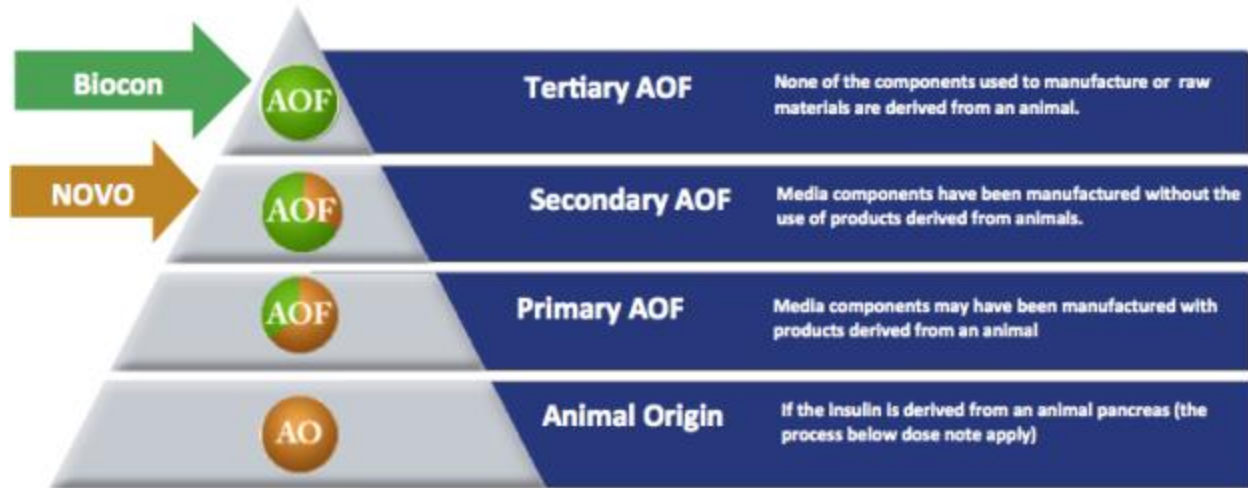 Biocon
AOF
Tertiary AOF
None of the components used to manufacture or raw
materials are derived from an animal.
NOVO
AOF
Secondary AOF
Media components have been manufactured without the
use of products derived from animals.
AOF
Primary AOF
Media components may have been manufactured with
products derived from an animal
AO
Animal Origin
If the insulin is derived from an animal pancreas (the
process below dose note apply)